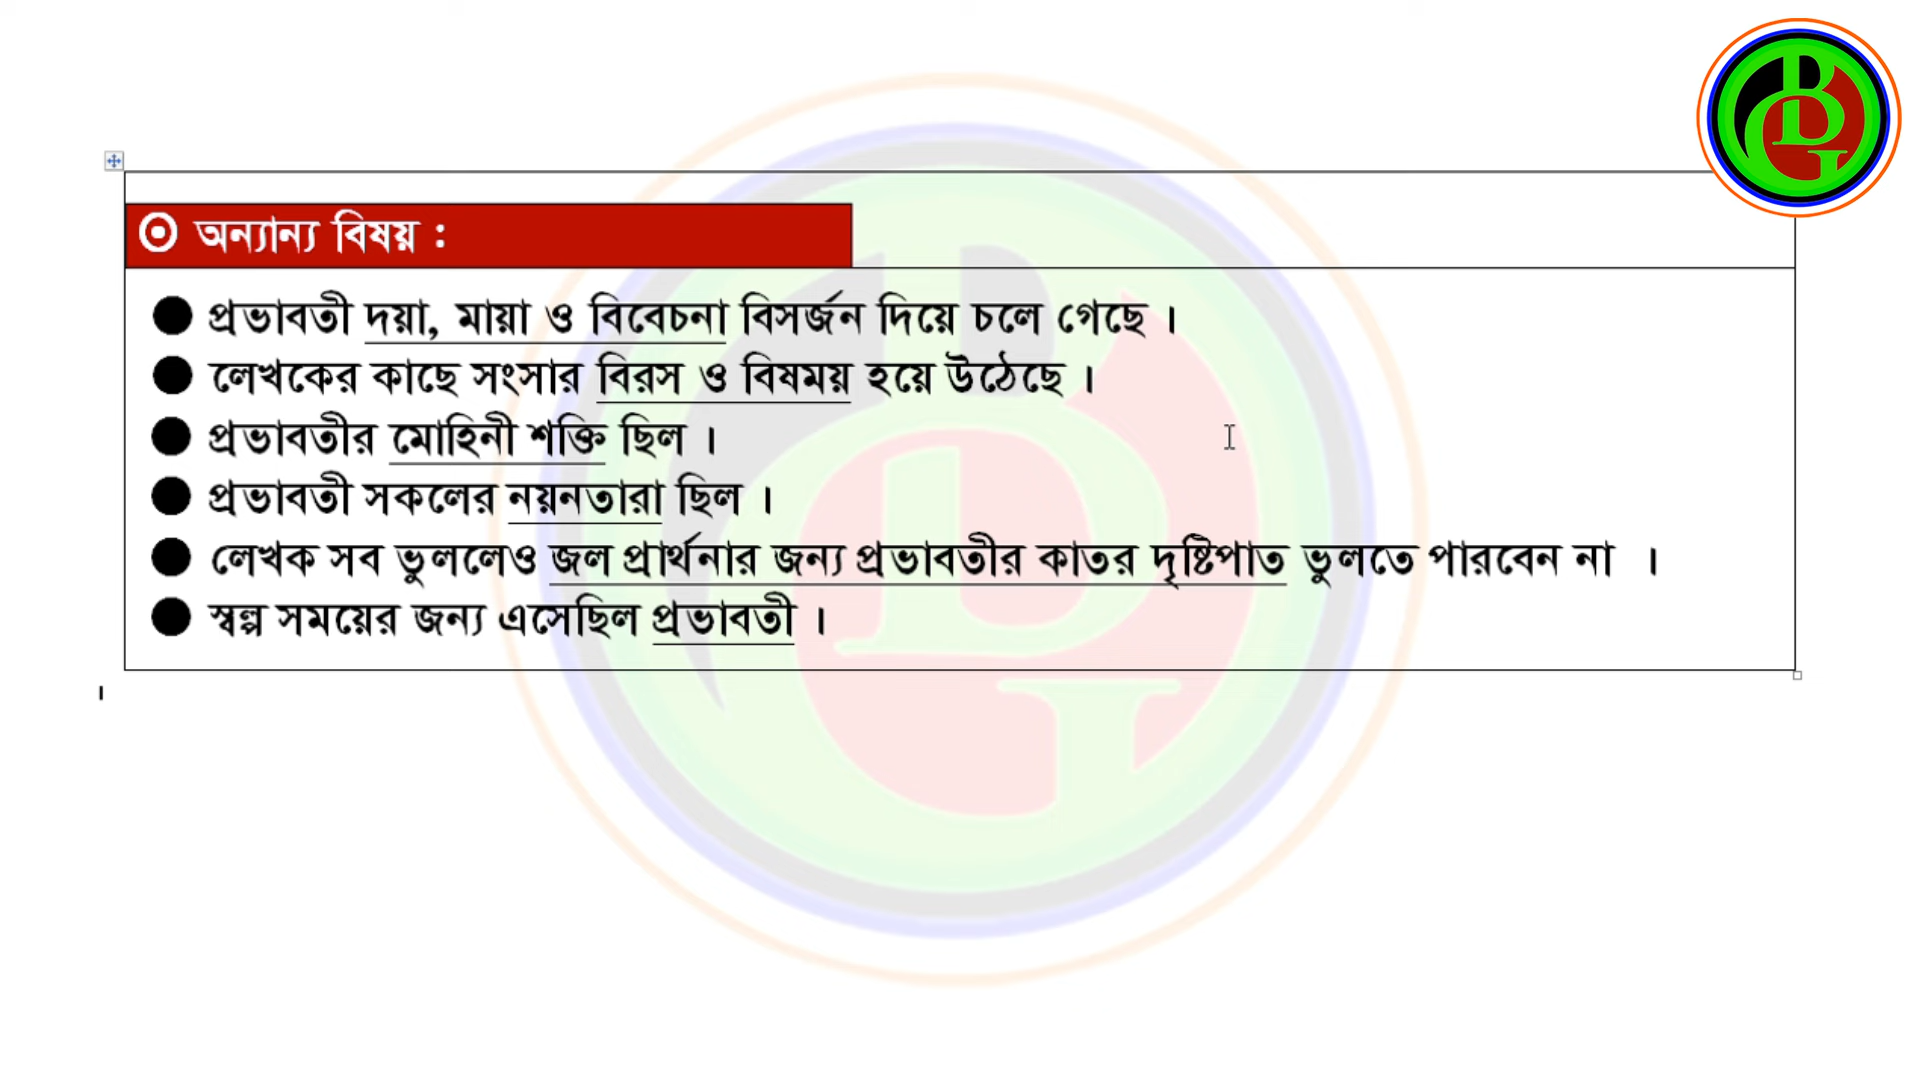 অন্যান্য বিষয় :
প্রভাবতী দয়া, মায়া ও বিবেচনা বিসর্জন দিয়ে চলে গেছে ।
লেখকের কাছে সংসার বিরস ও বিষময় হয়ে উঠেছে ।
প্রভাবতীর মোহিনী শক্তি ছিল ।
প্রভাবতী সকলের নয়নতারা ছিল ।
লেখক সব ভুললেও জল প্রার্থনার জন্য প্রভাবতীর কাতর দৃষ্টিপাত ভুলতে পারবেন না ।
স্বল্প সময়ের জন্য এসেছিল প্রভাবতী ।